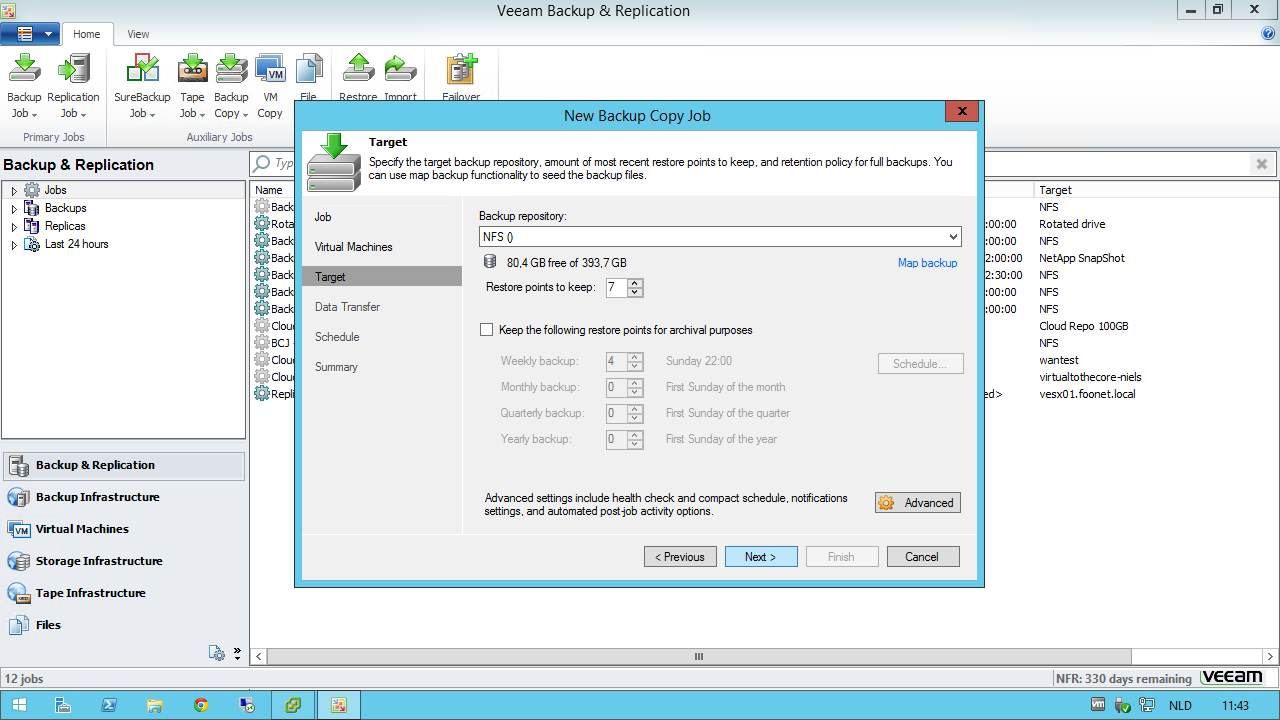 Veeam Backup & Replication
Home View
Backup Job
Replication Job
SureBackup Job
Tape Job
Backup Copy
VM Copy
File
Restore
Import
Failover
Primary Jobs
Auxiliary Jobs
Backup & Replication
Jobs
Backups
Replicas
Last 24 hours
Backup & Replication
Backup Infrastructure
Virtual Machines
Storage Infrastructure
Tape Infrastructure
Files
Name Target
NFS
Rotated drive
:00:00 NFS
2:00:00 NetApp SnapShot
2:30:00 NFS
:00:00 NFS
:00:00 NFS
Cloud Cloud Repo 100GB
BCJ NFS
Cloud wantest
Cloud virtualtothecore-niels
ed> vesx01.foonet.local
New Backup Copy Job
Target
Specify the target backup repository, amount of most recent restore points to keep, and retention policy for full backups. You
can use map backup functionality to seed the backup files.
Job
Virtual Machines
Target
Data Transfer
Schedule
Summary
Backup repository:
NFS ()
80,4 GB free of 393,7 GB Map backup
Restore points to keep: 7
Keep the following restore points for archival purposes
Weekly backup: 4 Sunday 22:00 Schedule...
Monthly backup: 0 First Sunday of the month
Quarterly backup: 0 First Sunday of the quarter
Yearly backup: 0 First Sunday of the year
Advanced settings include health check and compact schedule, notifications
settings, and automated post-job activity options.
Advanced
< Previous Next > Finish Cancel
12 jobs NFR: 330 days remaining veeam
NLD 11:43